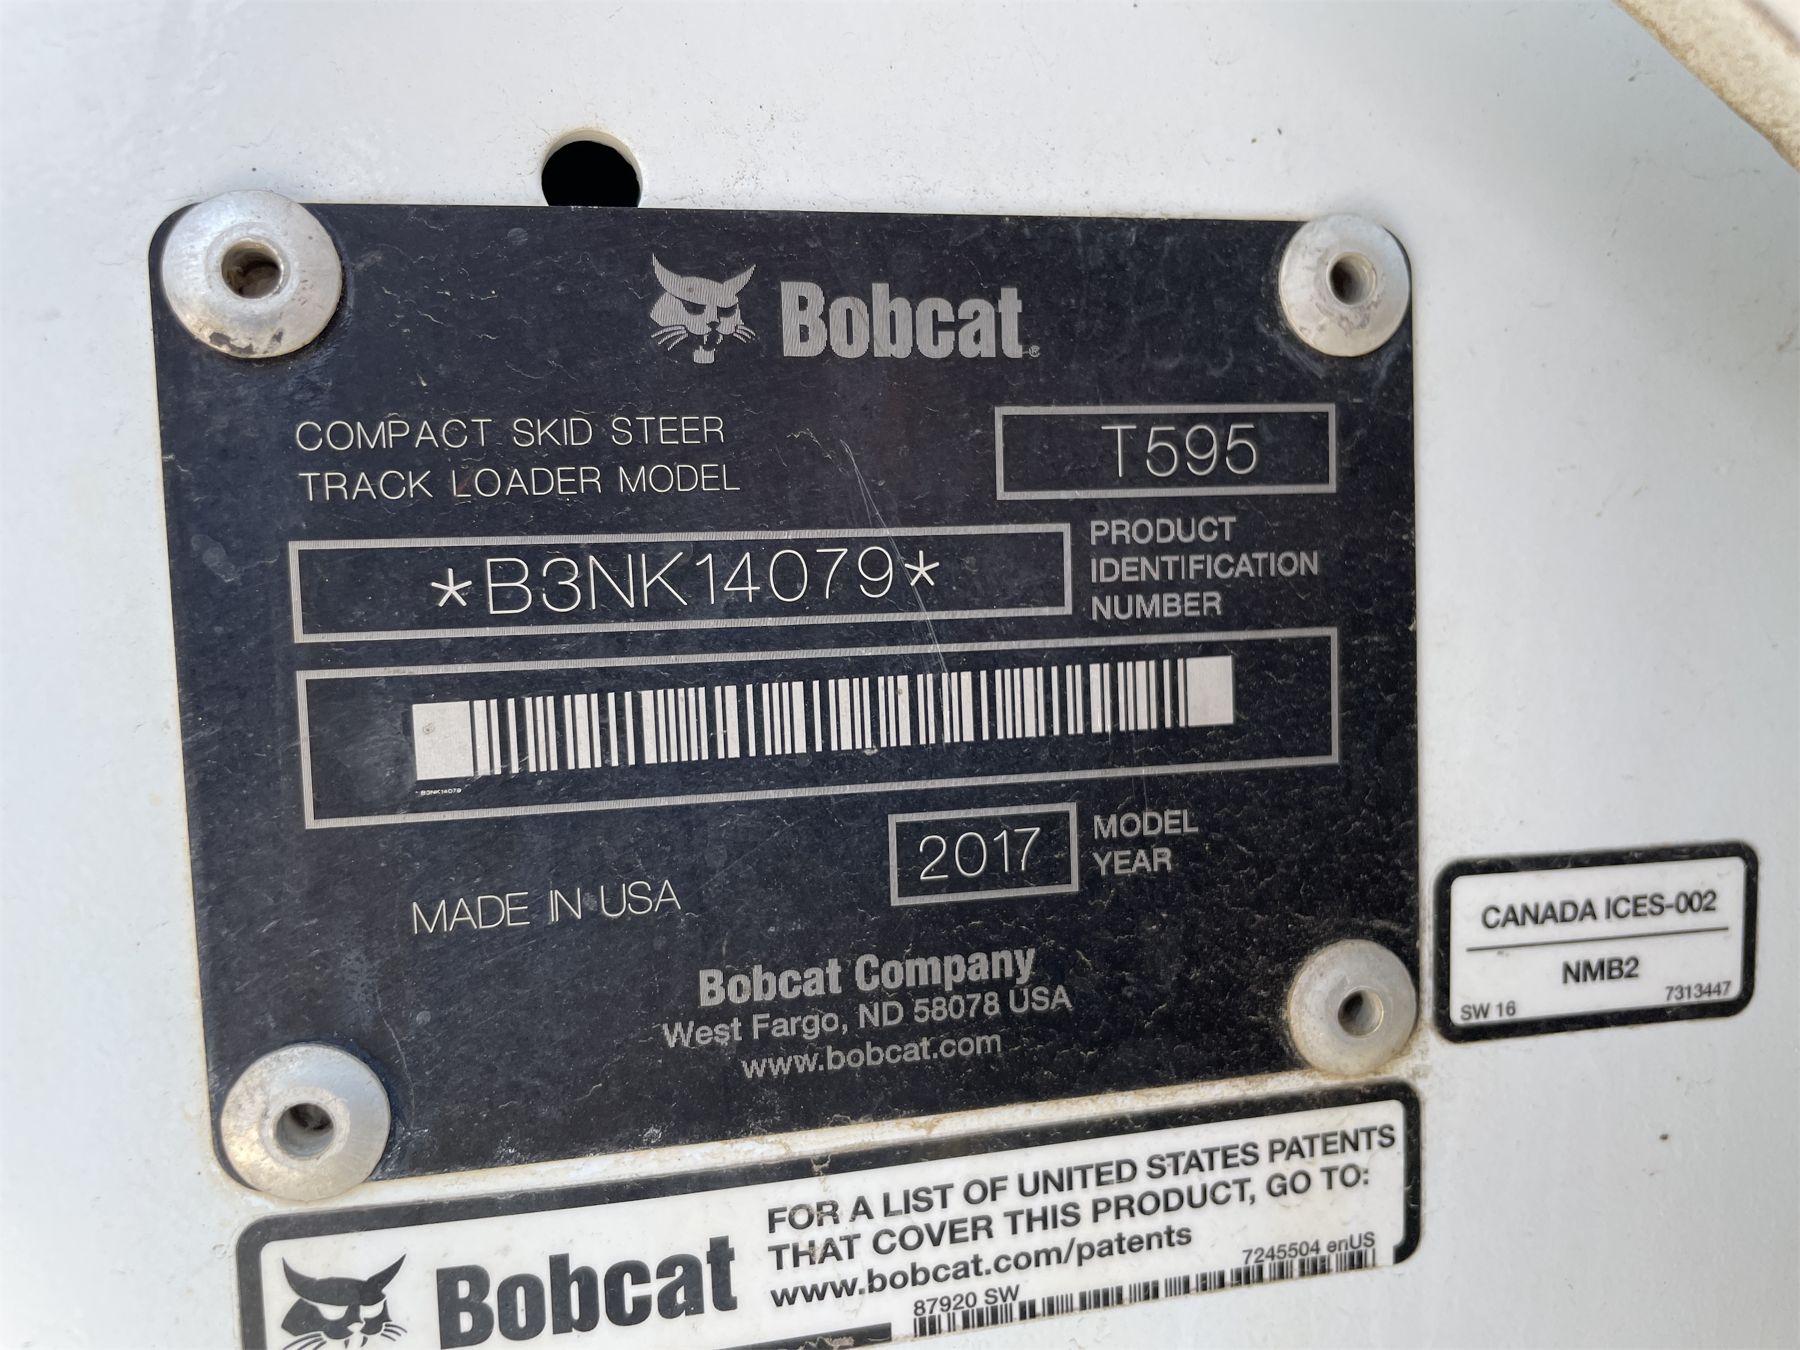 Bobcat®
COMPACT SKID STEER
TRACK LOADER MODEL
T595
*B3NK14079*
PRODUCT
IDENTIFICATION
NUMBER
B3NK14079
2017
MODEL
YEAR
MADE IN USA
Bobcat Company
West Fargo, ND 58078 USA
www.bobcat.com
CANADA ICES-002
NMB2
SW 16
7313447
Bobcat
FOR A LIST OF UNITED STATES PATENTS
THAT COVER THIS PRODUCT, GO TO:
www.bobcat.com/patents
7245504 enUS
87920 SW